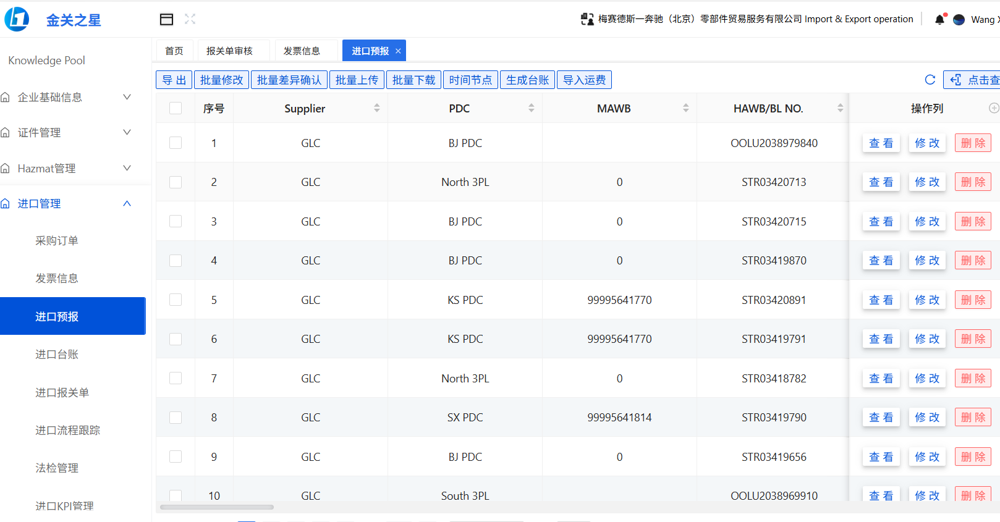 金关之星
梅赛德斯一奔驰（北京）零部件贸易服务有限公司 Import & Export operation
Wang
首页 报关单审核 发票信息 进口预报
Knowledge Pool
企业基础信息
证件管理
Hazmat管理
进口管理
采购订单
发票信息
进口预报
进口台账
进口报关单
进口流程跟踪
法检管理
进口KPI管理
导 出 批量修改 批量差异确认 批量上传 批量下载 时间节点 生成台账 导入运费 点击查
序号 Supplier PDC MAWB HAWB/BL NO. 操作列
1 GLC BJ PDC OOLU2038979840 查 看 修 改 删 除
2 GLC North 3PL 0 STR03420713 查 看 修 改 删 除
3 GLC BJ PDC 0 STR03420715 查 看 修 改 删 除
4 GLC BJ PDC 0 STR03419870 查 看 修 改 删 除
5 GLC KS PDC 99995641770 STR03420891 查 看 修 改 删 除
6 GLC KS PDC 99995641770 STR03419791 查 看 修 改 删 除
7 GLC North 3PL 0 STR03418782 查 看 修 改 删 除
8 GLC SX PDC 99995641814 STR03419790 查 看 修 改 删 除
9 GLC BJ PDC 0 STR03419656 查 看 修 改 删 除
10 GLC South 3PL OOLU2038969910 查 看 修 改 删 除